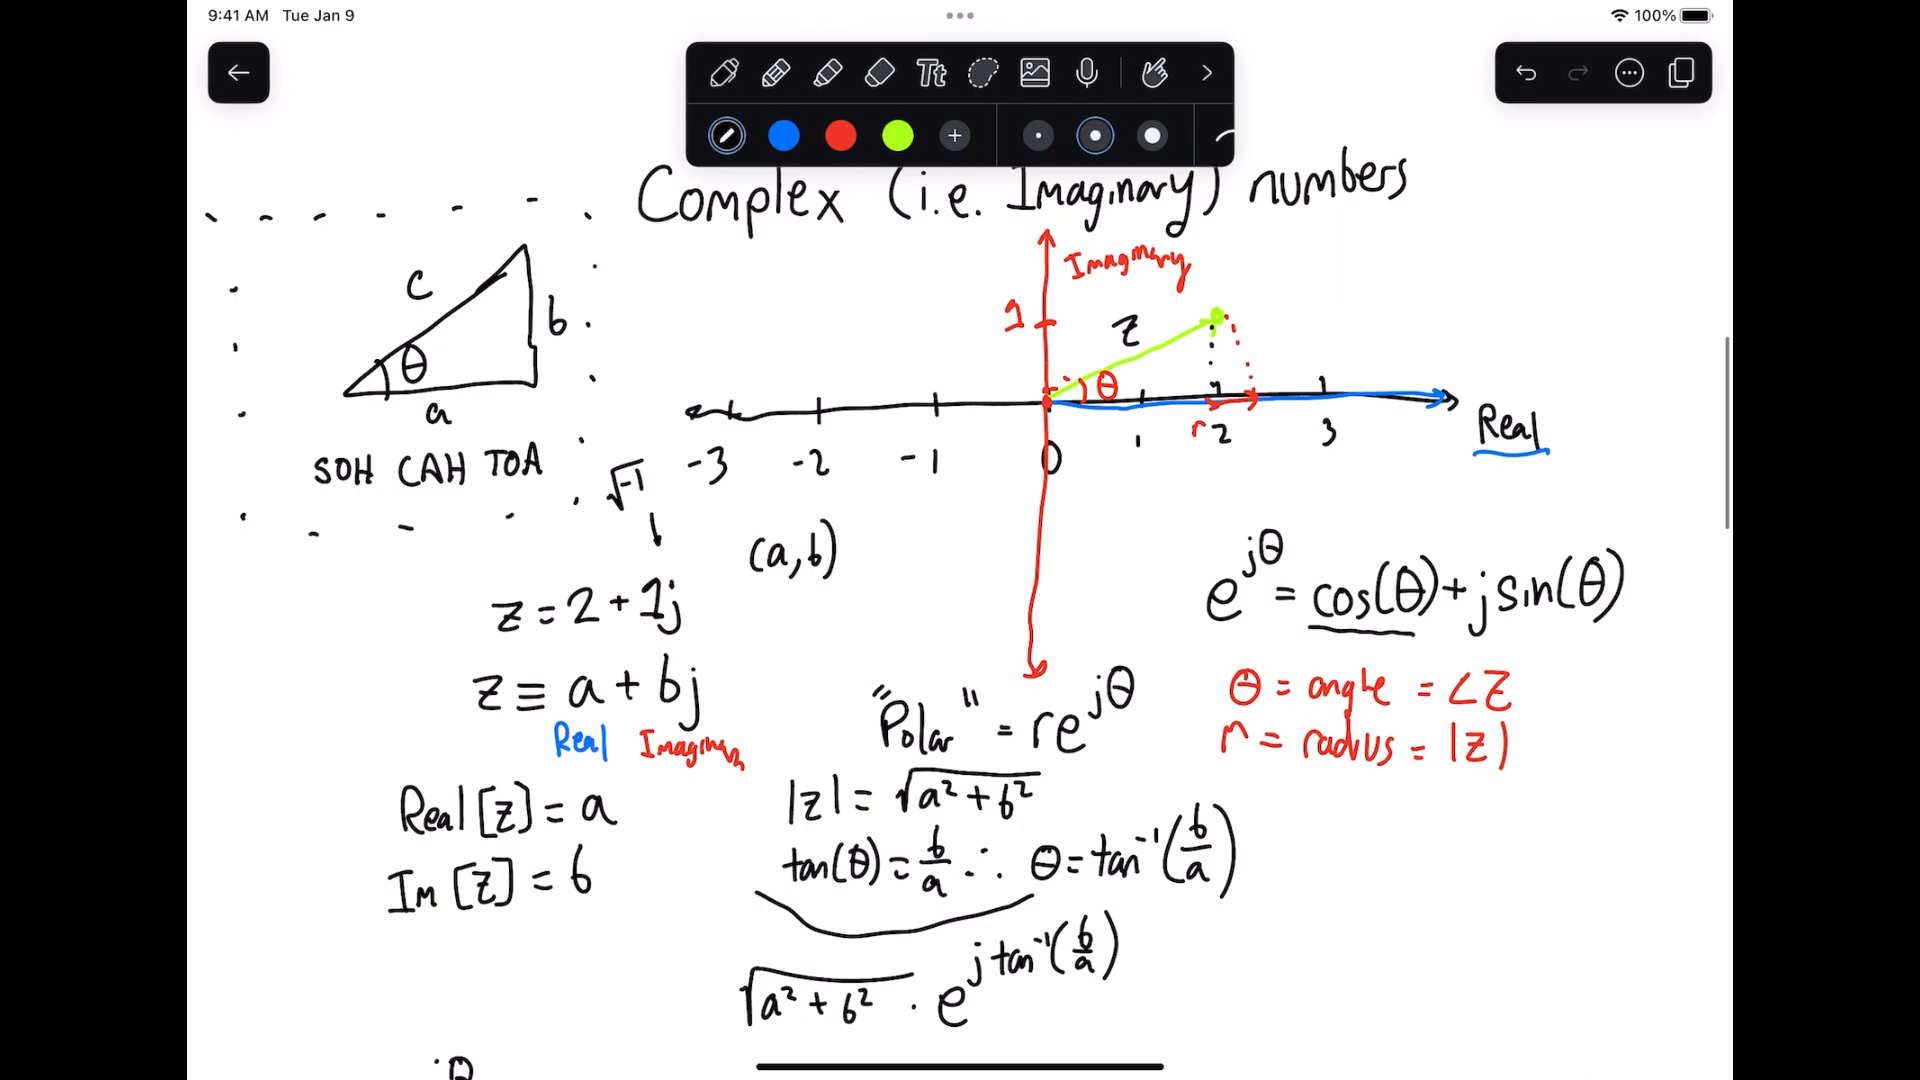 9:41 AM Tue Jan 9
100%
Tt
Complex (i.e. Imaginary) numbers
c
b
θ
a
SOH CAH TOA
Imaginary
1
z
θ
r
-3 -2 -1 0 1 2 3
Real
√-1
(a,b)
z = 2 + 1j
e^{jθ} = cos(θ) + j sin(θ)
z ≡ a + bj
Real Imaginary
"Polar" = re^{jθ}
θ = angle = ∠z
r = radius = |z|
Real[z] = a
|z| = √(a² + b²)
Im[z] = b
tan(θ) = b/a ∴ θ = tan⁻¹(b/a)
√(a² + b²) · e^{j tan⁻¹(b/a)}
jθ